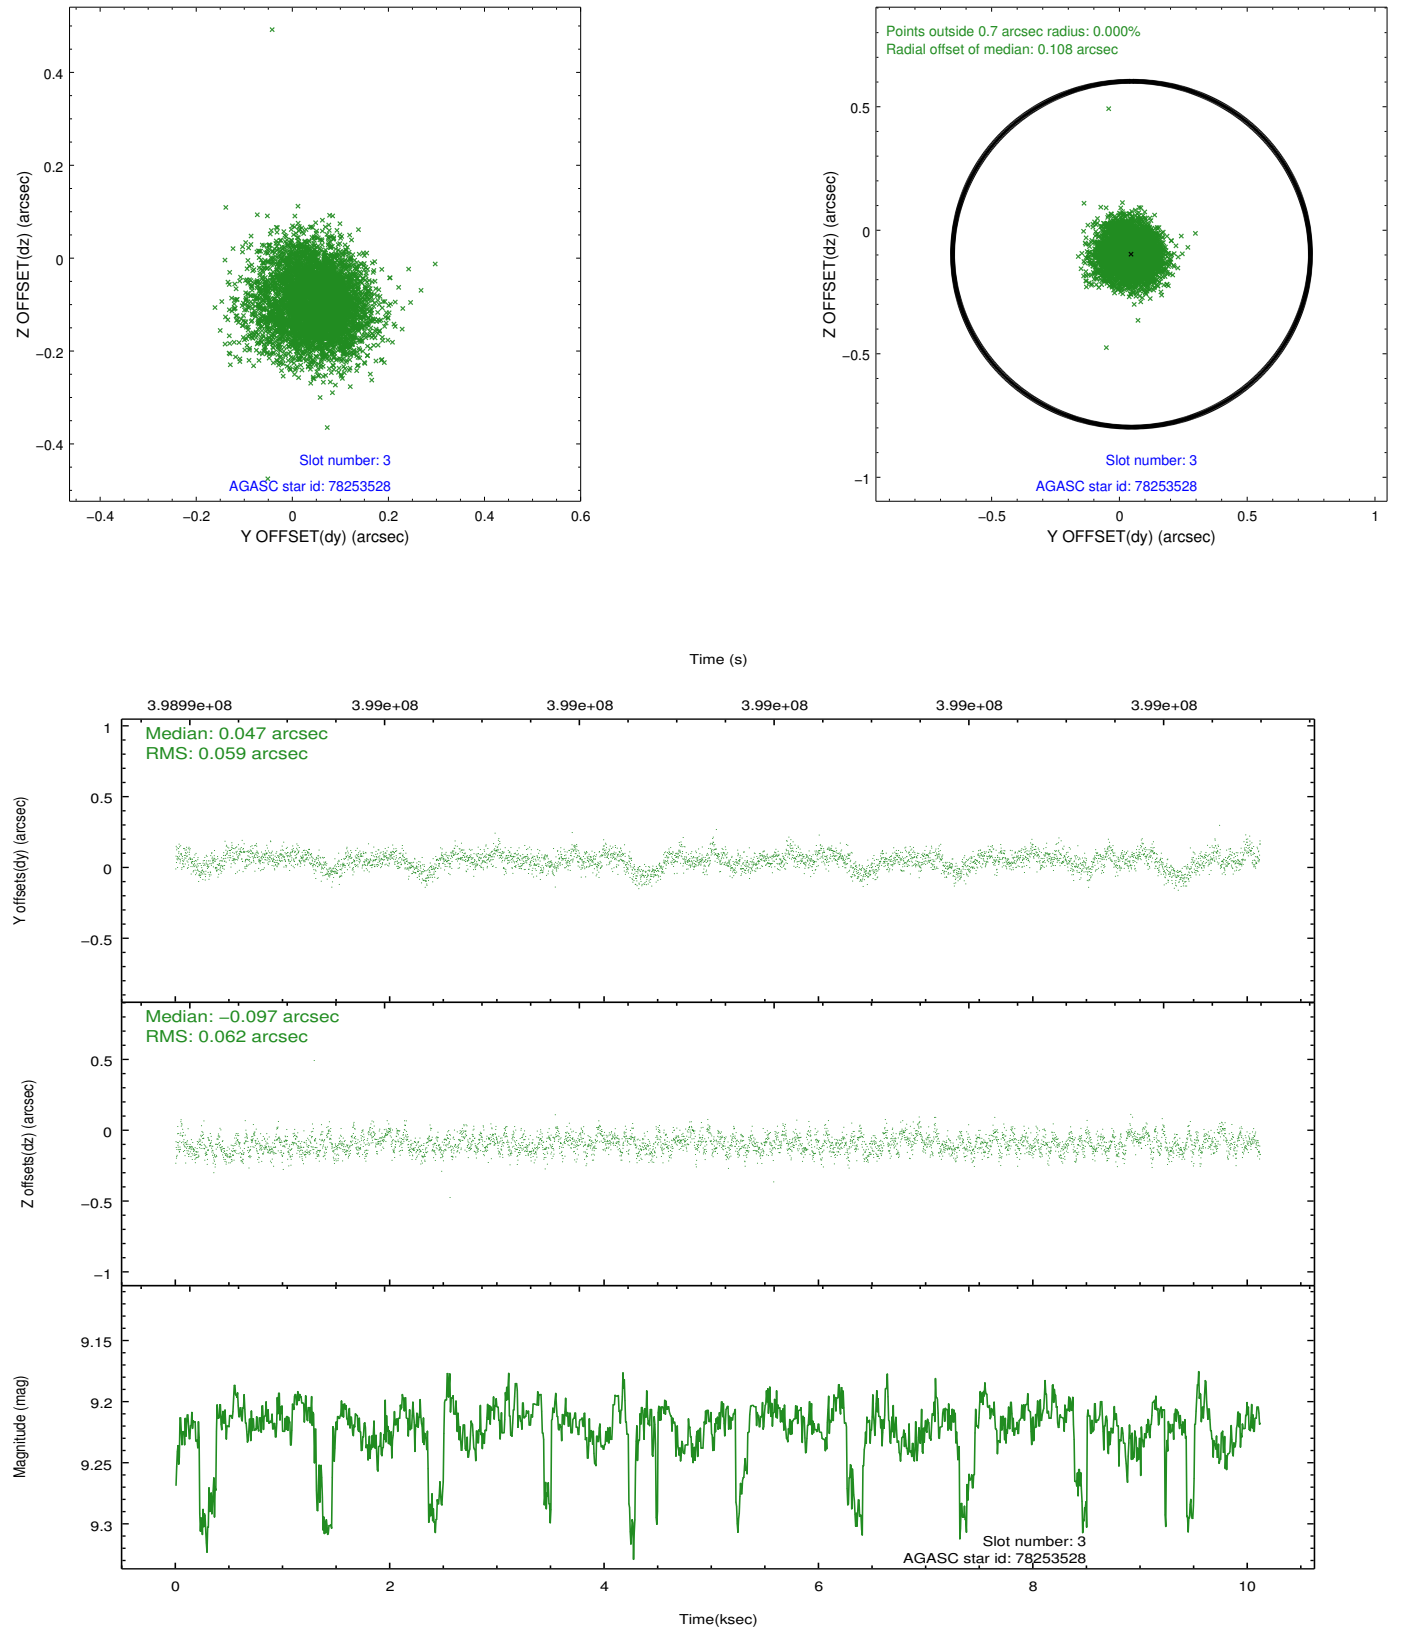 0.4
0.2
0
−0.2
−0.4
Z OFFSET(dz) (arcsec)
Slot number: 3
AGASC star id: 78253528
−0.4 −0.2 0 0.2 0.4 0.6
Y OFFSET(dy) (arcsec)
Points outside 0.7 arcsec radius: 0.000%
Radial offset of median: 0.108 arcsec
0.5
0
−0.5
−1
Z OFFSET(dz) (arcsec)
Slot number: 3
AGASC star id: 78253528
−0.5 0 0.5 1
Y OFFSET(dy) (arcsec)
Time (s)
3.9899e+08 3.99e+08 3.99e+08 3.99e+08 3.99e+08 3.99e+08
Median: 0.047 arcsec
RMS: 0.059 arcsec
1
0.5
0
−0.5
Y offsets(dy) (arcsec)
Median: −0.097 arcsec
RMS: 0.062 arcsec
0.5
0
−0.5
−1
Z offsets(dz) (arcsec)
9.15
9.2
9.25
9.3
Magnitude (mag)
Slot number: 3
AGASC star id: 78253528
0 2 4 6 8 10
Time(ksec)